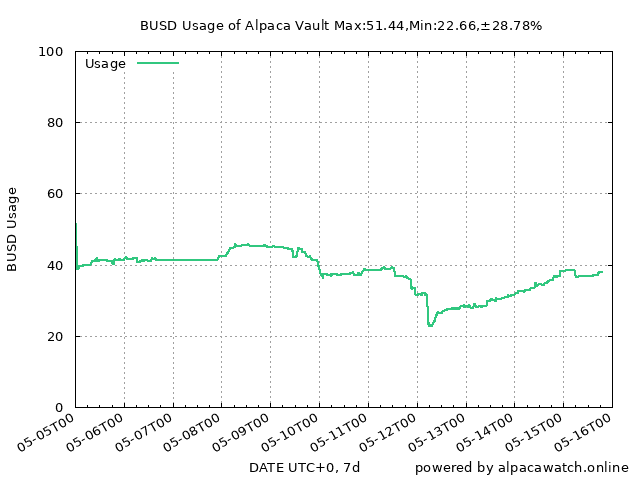 BUSD Usage of Alpaca Vault Max:51.44,Min:22.66,±28.78%
100
Usage
80
60
BUSD Usage
40
20
0
05-05T00 05-06T00 05-07T00 05-08T00 05-09T00 05-10T00 05-11T00 05-12T00 05-13T00 05-14T00 05-15T00 05-16T00
DATE UTC+0, 7d powered by alpacawatch.online